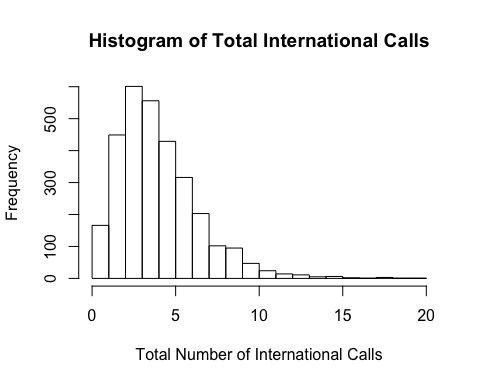 Histogram of Total International Calls
Frequency
500
300
100
0
0 5 10 15 20
Total Number of International Calls